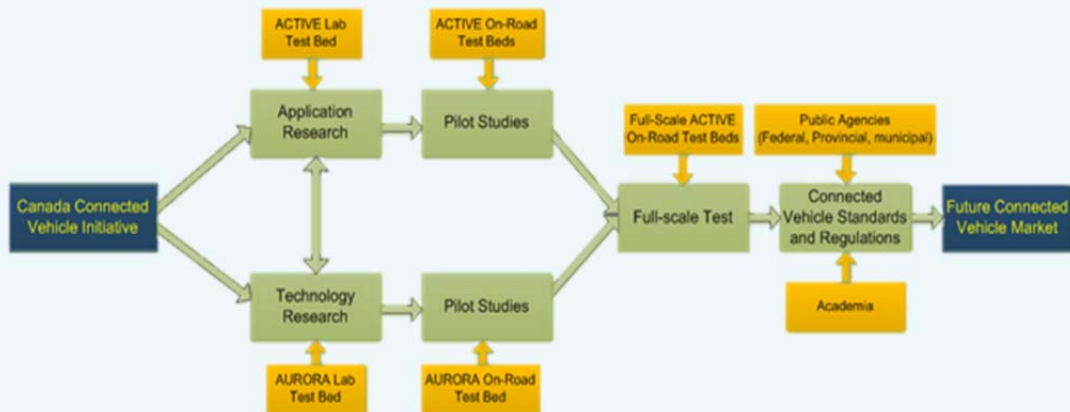 ACTIVE Lab
Test Bed
ACTIVE On-Road
Test Beds
Application
Research
Pilot Studies
Full-Scale ACTIVE
On-Road Test Beds
Public Agencies
(Federal, Provincial, municipal)
Canada Connected
Vehicle Initiative
Full-scale Test
Connected
Vehicle Standards
and Regulations
Future Connected
Vehicle Market
Technology
Research
Pilot Studies
Academia
AURORA Lab
Test Bed
AURORA On-Road
Test Bed